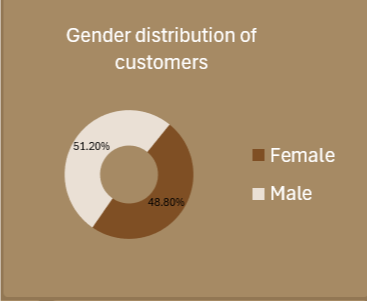 Gender distribution of
customers
51.20%
48.80%
Female
Male